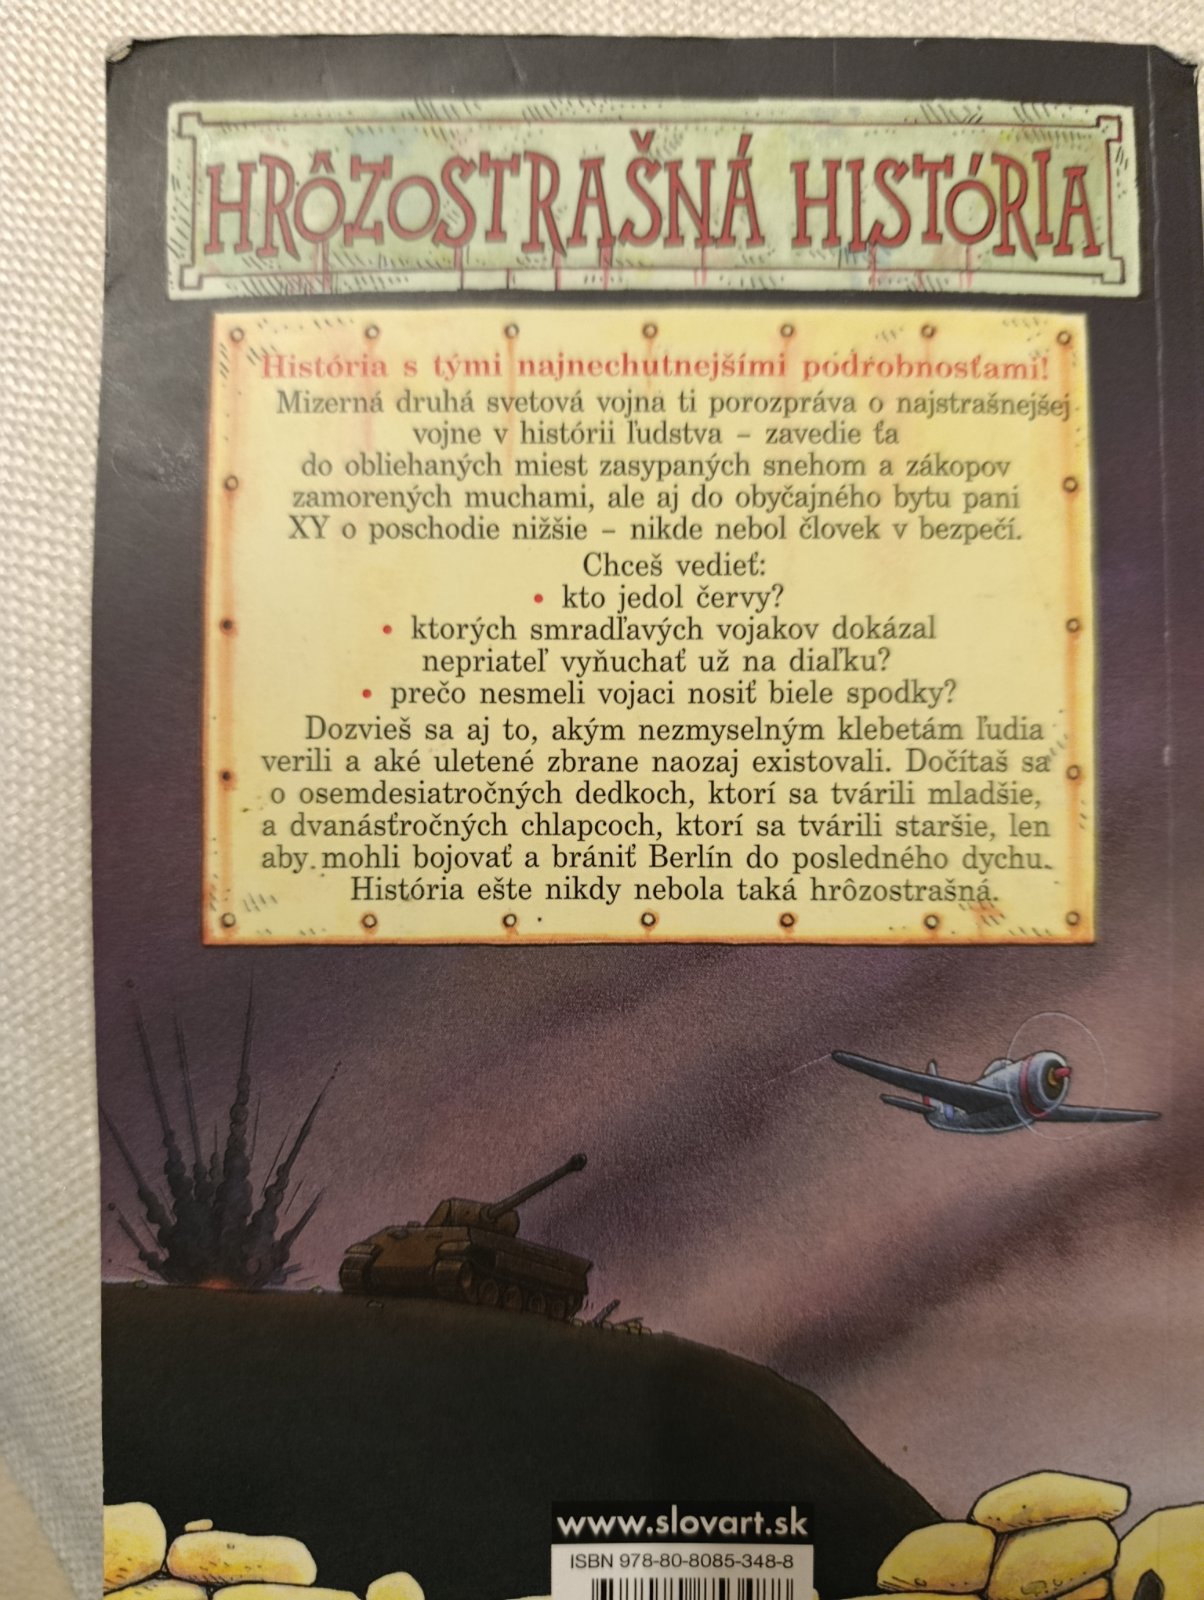 HRÔZOSTRAŠNÁ HISTÓRIA
História s tými najnechutnejšími podrobnosťami!
Mizerná druhá svetová vojna ti porozpráva o najstrašnejšej
vojne v histórii ľudstva – zavedie ťa
do obliehaných miest zasypaných snehom a zákopov
zamorených muchami, ale aj do obyčajného bytu pani
XY o poschodie nižšie – nikde nebol človek v bezpečí.
Chceš vedieť:
• kto jedol červy?
• ktorých smradľavých vojakov dokázal
nepriateľ vyňuchať už na diaľku?
• prečo nesmeli vojaci nosiť biele spodky?
Dozvieš sa aj to, akým nezmyselným klebetám ľudia
verili a aké uletené zbrane naozaj existovali. Dočítaš sa
o osemdesiatročných dedkoch, ktorí sa tvárili mladšie,
a dvanásťročných chlapcoch, ktorí sa tvárili staršie, len
aby mohli bojovať a brániť Berlín do posledného dychu.
História ešte nikdy nebola taká hrôzostrašná.
www.slovart.sk
ISBN 978-80-8085-348-8